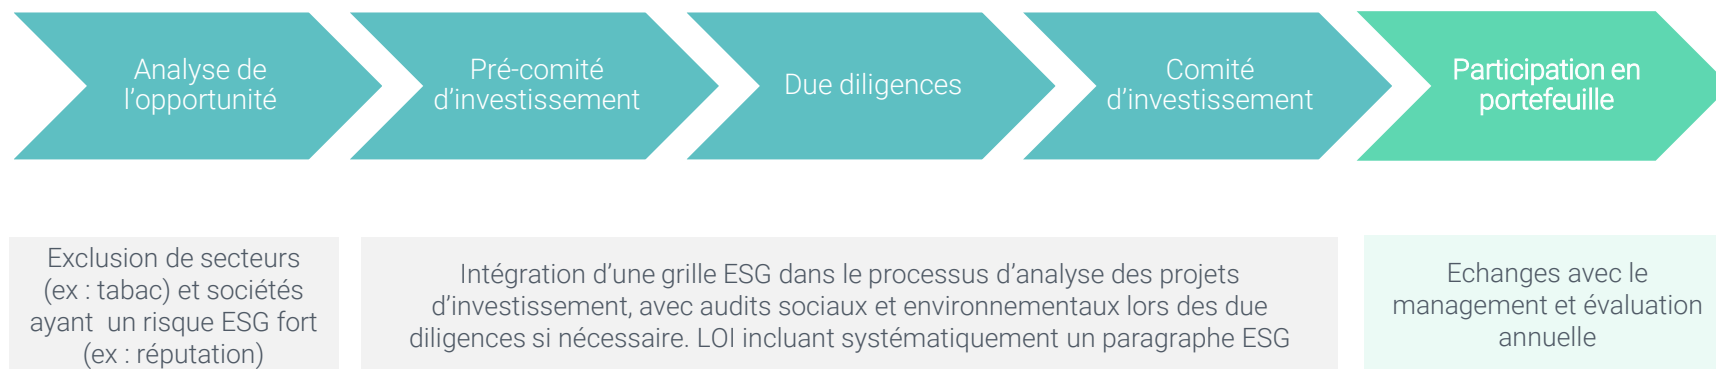 Analyse de
l'opportunité
Pré-comité
d'investissement
Due diligences
Comité
d'investissement
Participation en
portefeuille
Exclusion de secteurs
(ex : tabac) et sociétés
ayant un risque ESG fort
(ex : réputation)
Intégration d'une grille ESG dans le processus d'analyse des projets
d'investissement, avec audits sociaux et environnementaux lors des due
diligences si nécessaire. LOI incluant systématiquement un paragraphe ESG
Echanges avec le
management et évaluation
annuelle